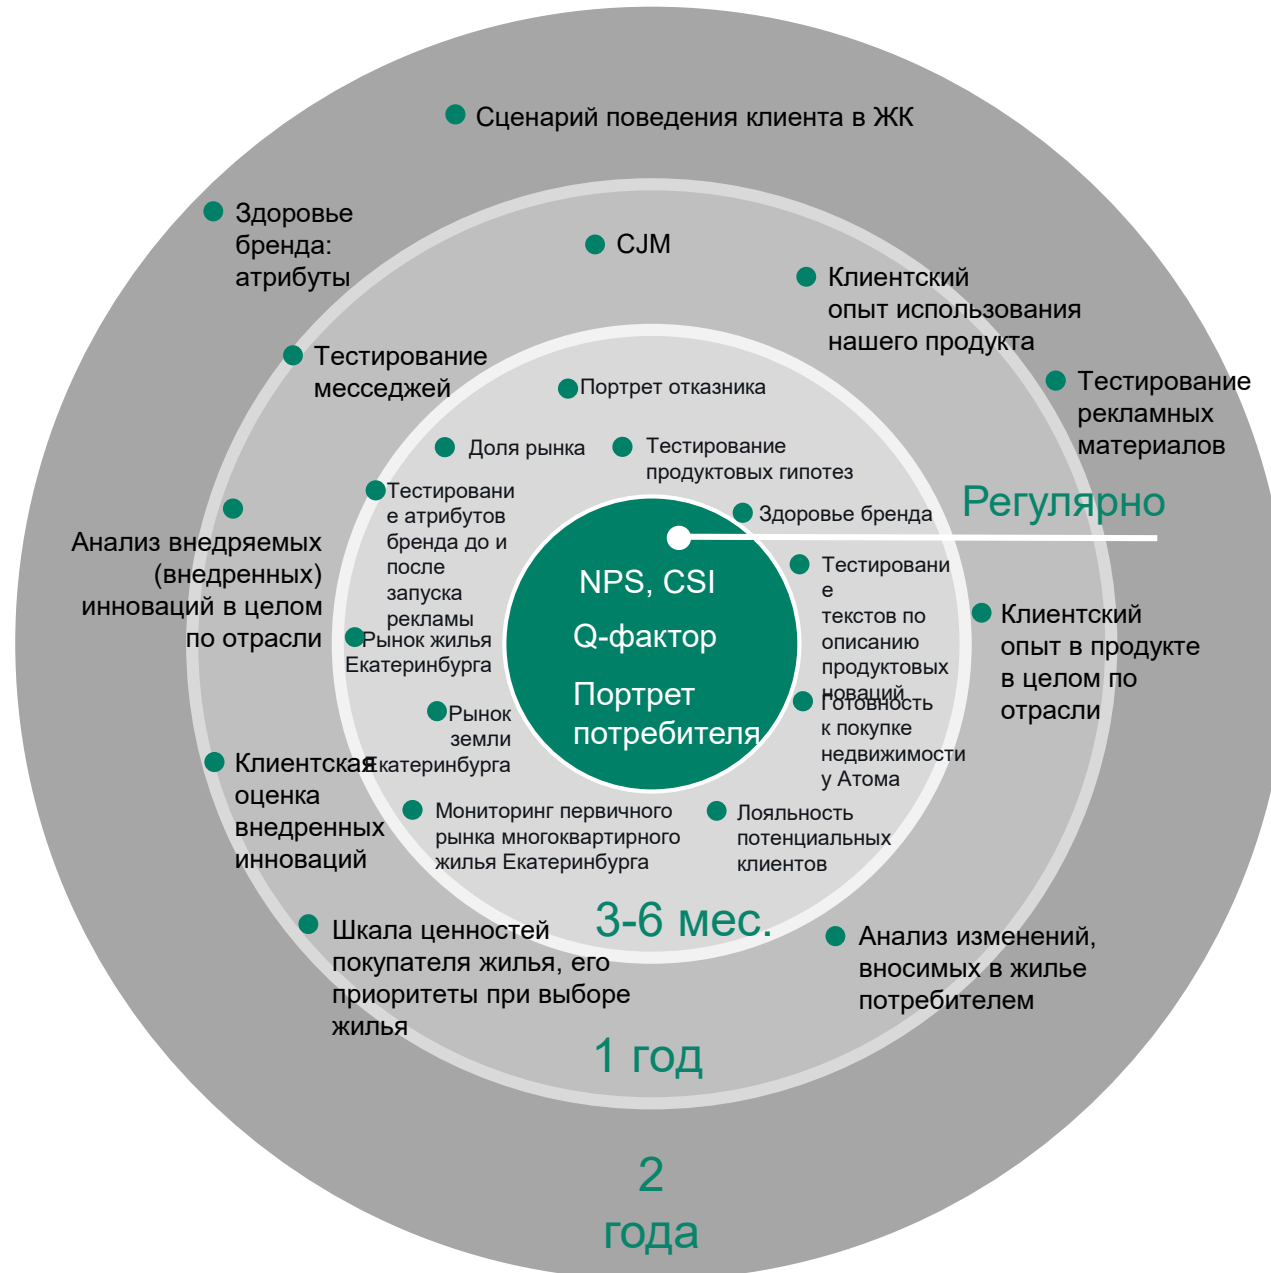 Сценарий поведения клиента в ЖК
Здоровье
бренда:
атрибуты
CJM
Клиентский
опыт использования
нашего продукта
Тестирование
месседжей
Тестирование
рекламных
материалов
Портрет отказника
Доля рынка
Тестирование
продуктовых гипотез
Тестировани
е атрибутов
бренда до и
после
запуска
рекламы
Здоровье бренда
Регулярно
Анализ внедряемых
(внедренных)
инноваций в целом
по отрасли
NPS, CSI
Q-фактор
Портрет
потребителя
Тестировани
е
текстов по
описанию
продуктовых
новаций
Клиентский
опыт в продукте
в целом по
отрасли
Рынок жилья
Екатеринбурга
Готовность
к покупке
недвижимости
у Атома
Рынок
земли
Екатеринбурга
Клиентская
оценка
внедренных
инноваций
Мониторинг первичного
рынка многоквартирного
жилья Екатеринбурга
Лояльность
потенциальных
клиентов
3-6 мес.
Шкала ценностей
покупателя жилья, его
приоритеты при выборе
жилья
Анализ изменений,
вносимых в жилье
потребителем
1 год
2
года